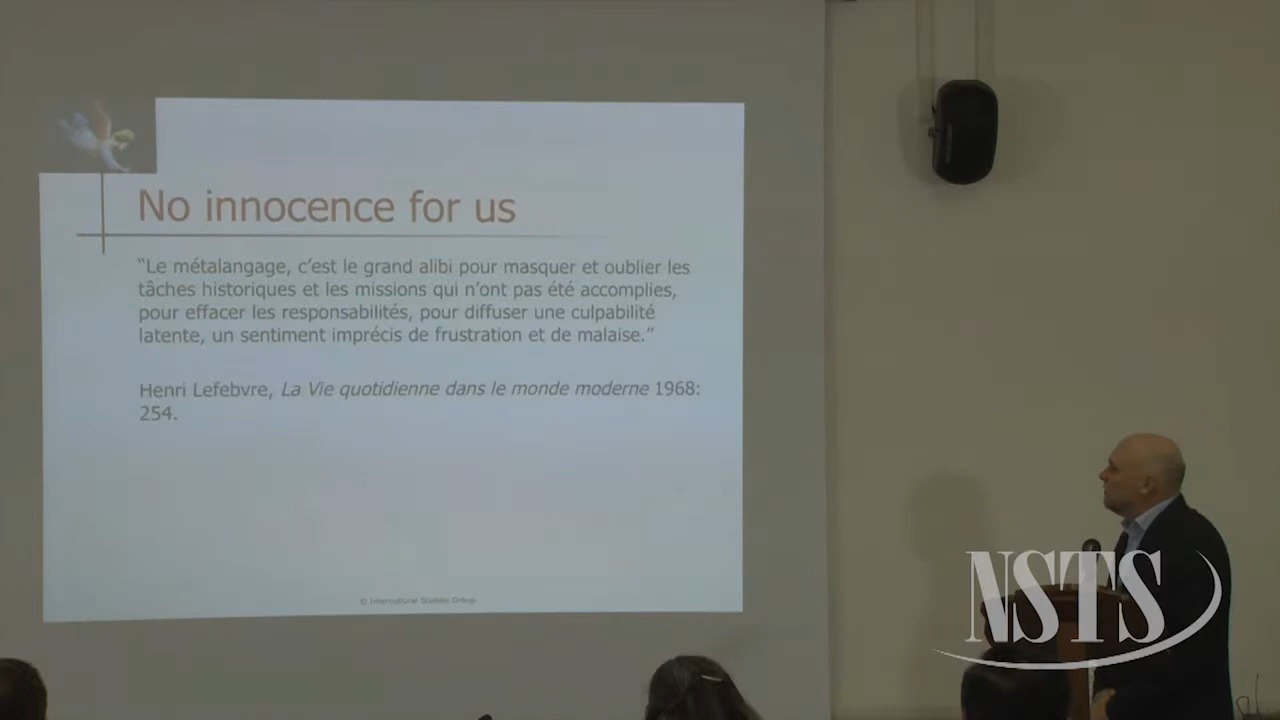 No innocence for us
“Le métalangage, c’est le grand alibi pour masquer et oublier les
tâches historiques et les missions qui n’ont pas été accomplies,
pour effacer les responsabilités, pour diffuser une culpabilité
latente, un sentiment imprécis de frustration et de malaise.”
Henri Lefebvre, La Vie quotidienne dans le monde moderne 1968:
254.
© Intercultural Studies Group
NSTS